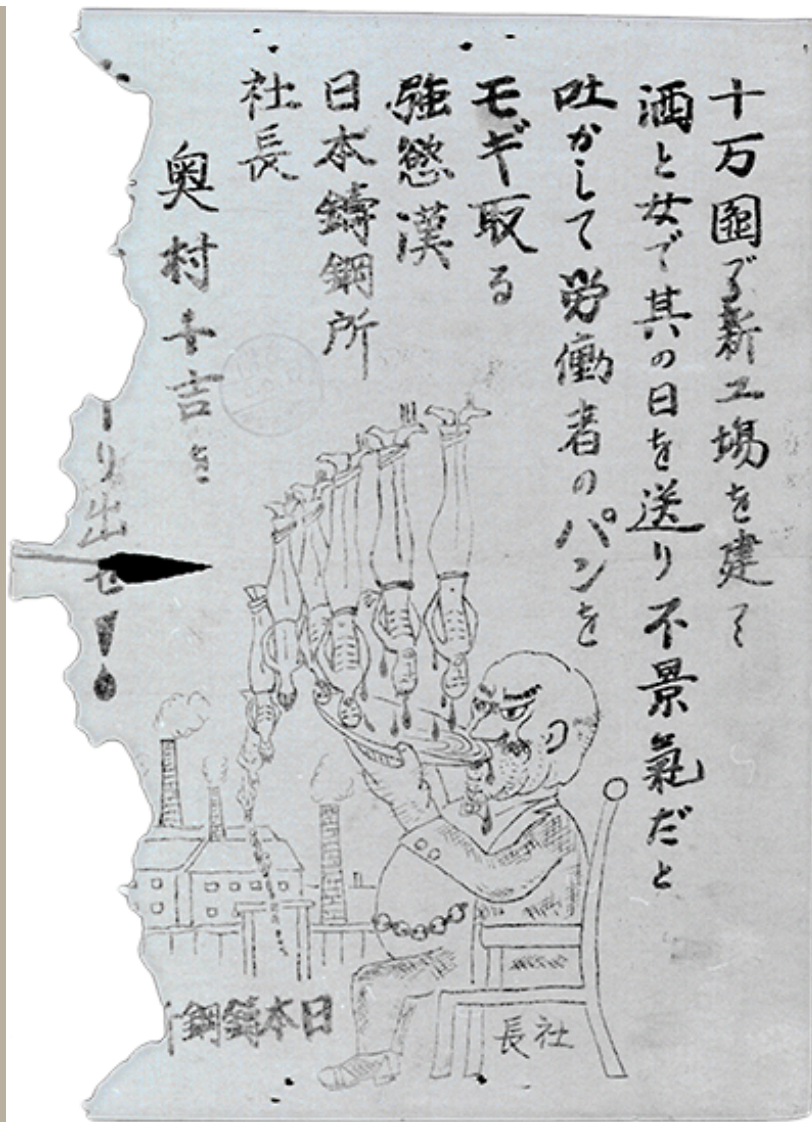 十万圓で新工場を建て
酒と女で其の日を送り不景氣だと
吐かして労働者のパンを
モギ取る
強慾漢
日本鑄鋼所
社長
奥村千吉を
り出せ!
日本鑄鋼
社長